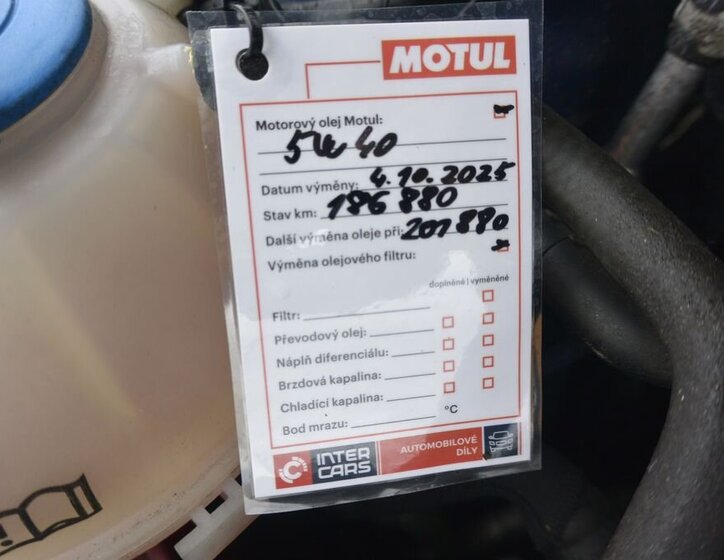 MOTUL
Motorový olej Motul:
5W40
Datum výměny: 4.10.2025
Stav km: 186 880
Další výměna oleje při: 201 880
Výměna olejového filtru:
doplněné | vyměněné
Filtr:
Převodový olej:
Náplň diferenciálu:
Brzdová kapalina:
Chladící kapalina:
Bod mrazu: °C
INTER CARS AUTOMOBILOVÉ DÍLY